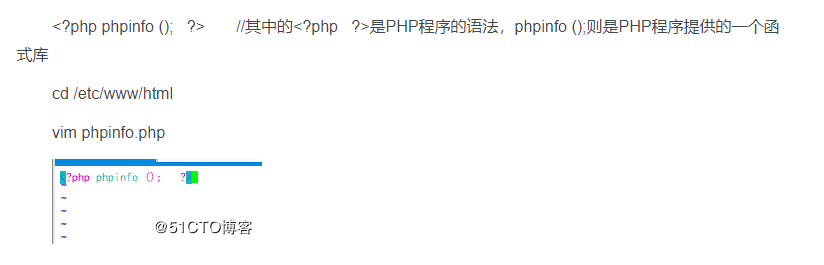 <?php phpinfo ();   ?>       //其中的<?php   ?>是PHP程序的语法，phpinfo ();则是PHP程序提供的一个函
式库
cd /etc/www/html
vim phpinfo.php
<?php phpinfo ();   ?>
~
~
~
~
@51CTO博客